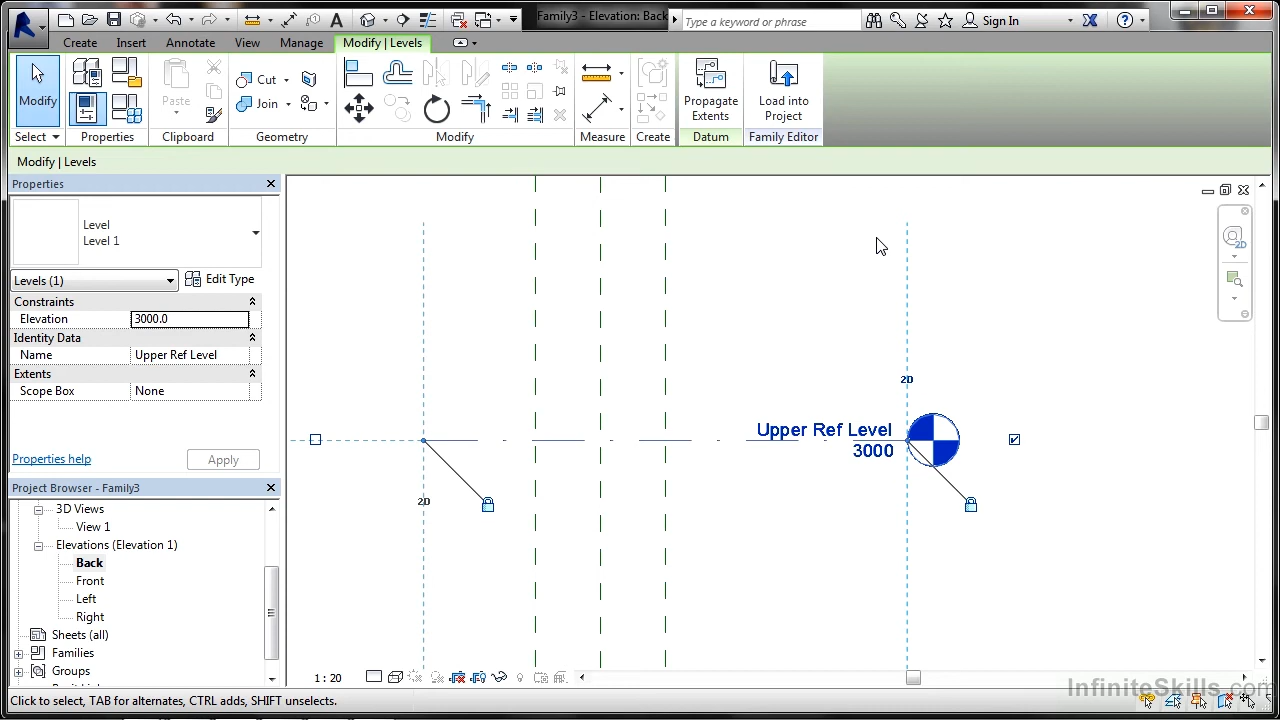 Family3 - Elevation: Back
Type a keyword or phrase
Sign In
Create
Insert
Annotate
View
Manage
Modify | Levels
Modify
Select
Properties
Paste
Clipboard
Cut
Join
Geometry
Modify
Measure
Create
Propagate
Extents
Datum
Load into
Project
Family Editor
Modify | Levels
Properties
Level
Level 1
Levels (1)
Edit Type
Constraints
Elevation 3000.0
Identity Data
Name Upper Ref Level
Extents
Scope Box None
Properties help
Apply
Project Browser - Family3
3D Views
View 1
Elevations (Elevation 1)
Back
Front
Left
Right
Sheets (all)
Families
Groups
2D
2D
Upper Ref Level
3000
2D
1 : 20
InfiniteSkills.com
Click to select, TAB for alternates, CTRL adds, SHIFT unselects.